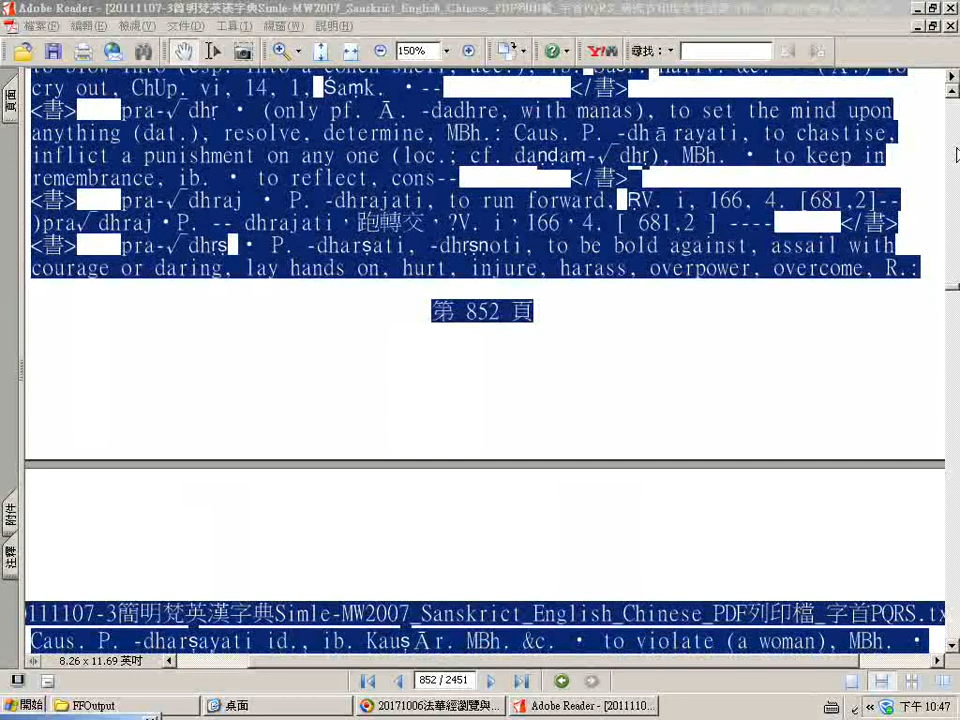 Adobe Reader - [20111107-3簡明梵英漢字典Simle-MW2007_Sanskrict_English_Chinese_PDF列印檔_字首PQRS
檔案(F) 編輯(E) 檢視(V) 文件(D) 工具(T) 視窗(W) 說明(H)
150% Y! 尋找:
頁面
cry out, ChUp. vi, 14, 1, Śaṃk. ‧-- </書>
<書> pra-√dhṛ ‧ (only pf. Ā. -dadhre, with manas), to set the mind upon
anything (dat.), resolve, determine, MBh.: Caus. P. -dhārayati, to chastise,
inflict a punishment on any one (loc.; cf. daṇḍaṃ-√dhṛ), MBh. ‧ to keep in
remembrance, ib. ‧ to reflect, cons-- </書>
<書> pra-√dhraj ‧ P. -dhrajati, to run forward, ṚV. i, 166, 4. [681,2]--
)pra√dhraj‧P. -- dhrajati，跑轉交，?V. i，166，4. [ 681,2 ] ---- </書>
<書> pra-√dhṛṣ ‧ P. -dharṣati, -dhṛṣṇoti, to be bold against, assail with
courage or daring, lay hands on, hurt, injure, harass, overpower, overcome, R.:
第 852 頁
附件
注釋
111107-3簡明梵英漢字典Simle-MW2007_Sanskrict_English_Chinese_PDF列印檔_字首PQRS.tx
Caus. P. -dharṣayati id., ib. KauṣĀr. MBh. &c. ‧ to violate (a woman), MBh. ‧
8.26 x 11.69 英吋
852 / 2451
開始 FFOutput 桌面 20171006法華經瀏覽與... Adobe Reader - [2011110... 下午 10:47